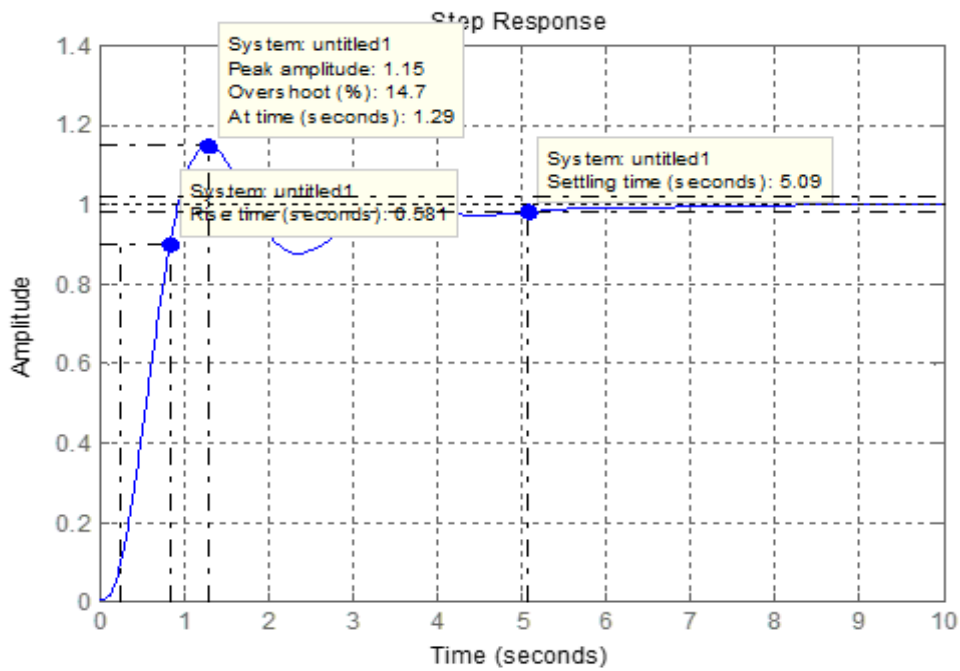 Step Response
System: untitled1
Peak amplitude: 1.15
Overshoot (%): 14.7
At time (seconds): 1.29
System: untitled1
Settling time (seconds): 5.09
System: untitled1
Rise time (seconds): 0.581
Amplitude
1.4
1.2
1
0.8
0.6
0.4
0.2
0
0 1 2 3 4 5 6 7 8 9 10
Time (seconds)